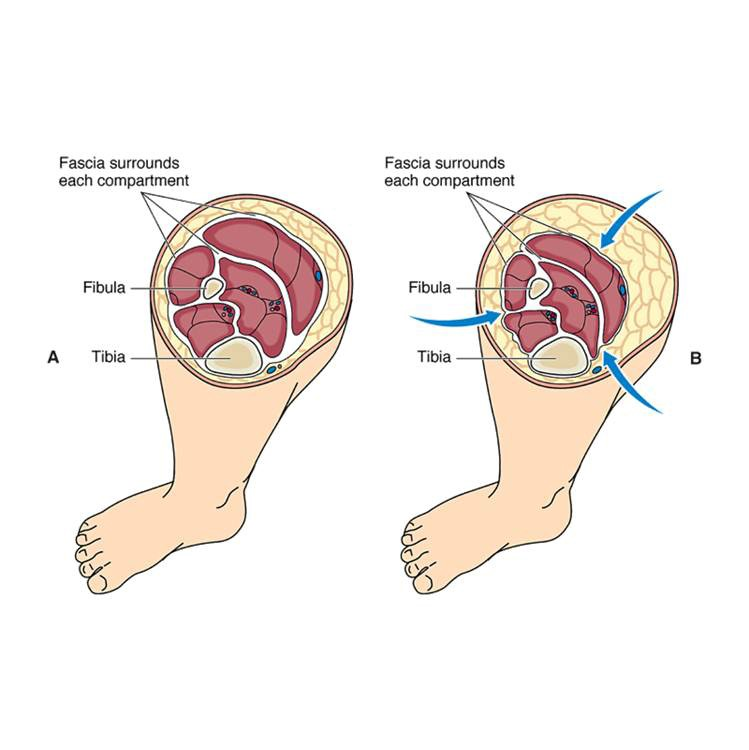 Fascia surrounds
each compartment
Fibula
A
Tibia
Fascia surrounds
each compartment
Fibula
Tibia
B